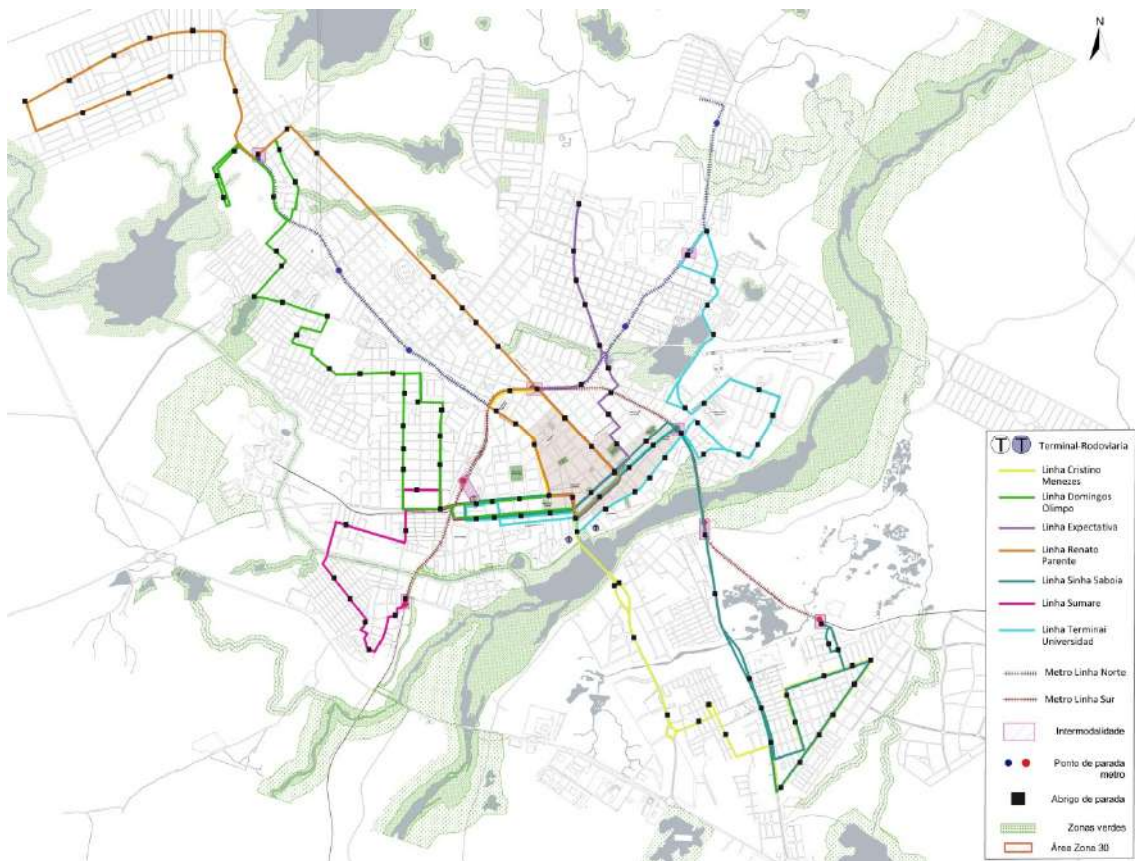 N
T T Terminal-Rodoviaria
Linha Cristino
Menezes
Linha Domingos
Olimpo
Linha Expectativa
Linha Renato
Parente
Linha Sinha Saboia
Linha Sumare
Linha Terminal
Universidad
Metro Linha Norte
Metro Linha Sur
Intermodalidade
Ponto de parada
metro
Abrigo de parada
Zonas verdes
Área Zona 30